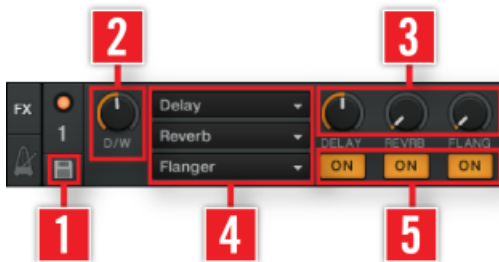 2
3
FX
1
D/W
Delay
Reverb
Flanger
DELAY
REVRB
FLANG
ON
ON
ON
1
4
5